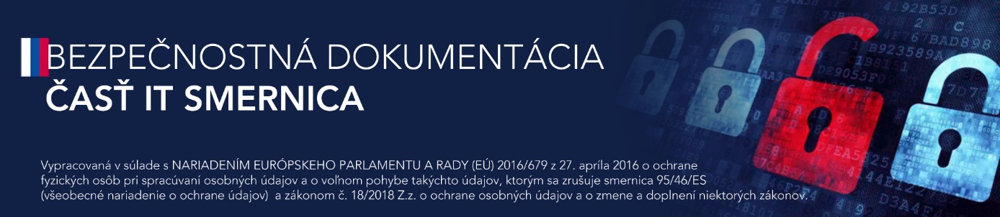 BEZPEČNOSTNÁ DOKUMENTÁCIA
ČASŤ IT SMERNICA
Vypracovaná v súlade s NARIADENÍM EURÓPSKEHO PARLAMENTU A RADY (EÚ) 2016/679 z 27. apríla 2016 o ochrane
fyzických osôb pri spracúvaní osobných údajov a o voľnom pohybe takýchto údajov, ktorým sa zrušuje smernica 95/46/ES
(všeobecné nariadenie o ochrane údajov) a zákonom č. 18/2018 Z.z. o ochrane osobných údajov a o zmene a doplnení niektorých zákonov.